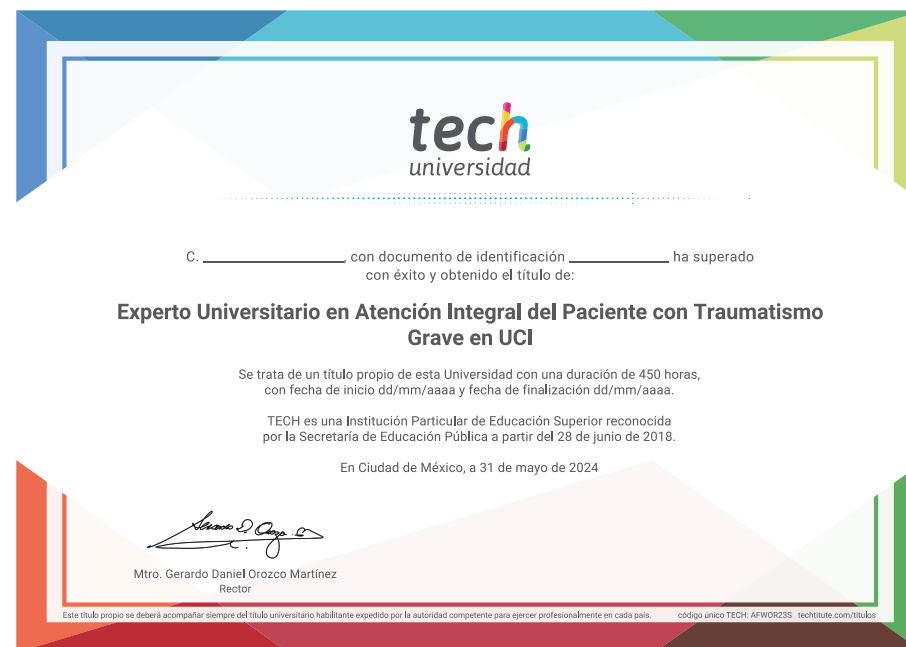 tech
universidad
C. ____________, con documento de identificación ____________ ha superado
con éxito y obtenido el título de:
Experto Universitario en Atención Integral del Paciente con Traumatismo
Grave en UCI
Se trata de un título propio de esta Universidad con una duración de 450 horas,
con fecha de inicio dd/mm/aaaa y fecha de finalización dd/mm/aaaa.
TECH es una Institución Particular de Educación Superior reconocida
por la Secretaría de Educación Pública a partir del 28 de junio de 2018.
En Ciudad de México, a 31 de mayo de 2024
Mtro. Gerardo Daniel Orozco Martínez
Rector
Este título propio se deberá acompañar siempre del título universitario habilitante expedido por la autoridad competente para ejercer profesionalmente en cada país. código único TECH: AFWOR23S techtitute.com/titulos